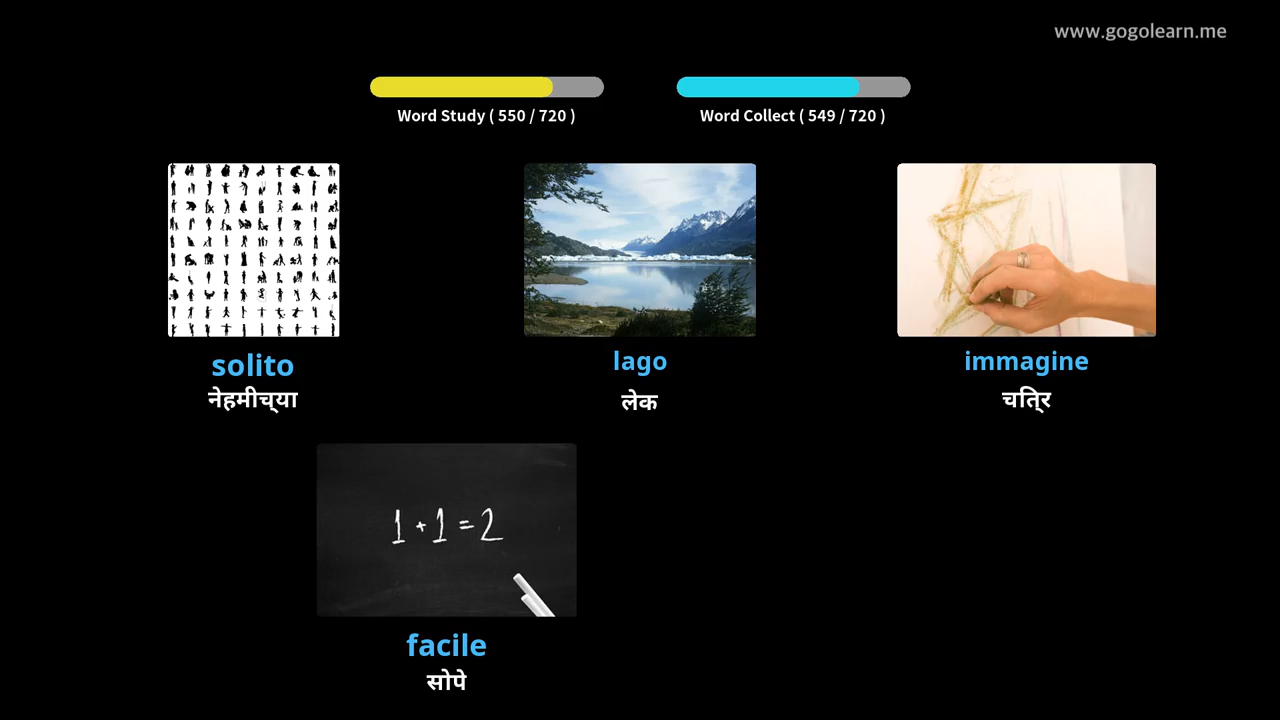 www.gogolearn.me
Word Study ( 550 / 720 )
Word Collect ( 549 / 720 )
solito
नेहमीच्या
lago
लेक
immagine
चित्रि
1 + 1 = 2
facile
सोपे